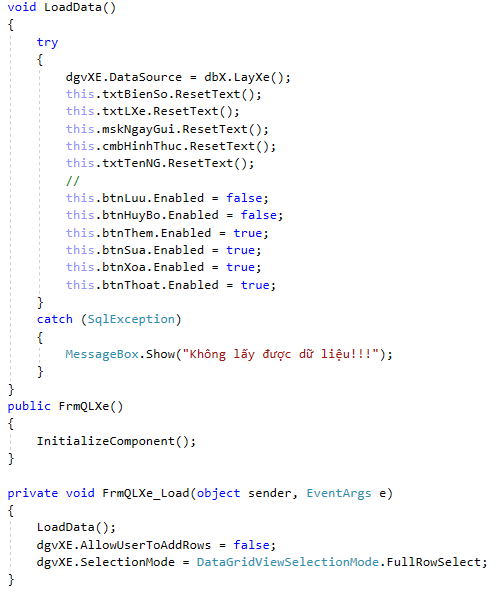 void LoadData()
{
    try
    {
        dgvXE.DataSource = dbX.LayXe();
        this.txtBienSo.ResetText();
        this.txtLXe.ResetText();
        this.mskNgayGui.ResetText();
        this.cmbHinhThuc.ResetText();
        this.txtTenNG.ResetText();
        //
        this.btnLuu.Enabled = false;
        this.btnHuyBo.Enabled = false;
        this.btnThem.Enabled = true;
        this.btnSua.Enabled = true;
        this.btnXoa.Enabled = true;
        this.btnThoat.Enabled = true;
    }
    catch (SqlException)
    {
        MessageBox.Show("Không lấy được dữ liệu!!!");
    }
}
public FrmQLXe()
{
    InitializeComponent();
}

private void FrmQLXe_Load(object sender, EventArgs e)
{
    LoadData();
    dgvXE.AllowUserToAddRows = false;
    dgvXE.SelectionMode = DataGridViewSelectionMode.FullRowSelect;
}